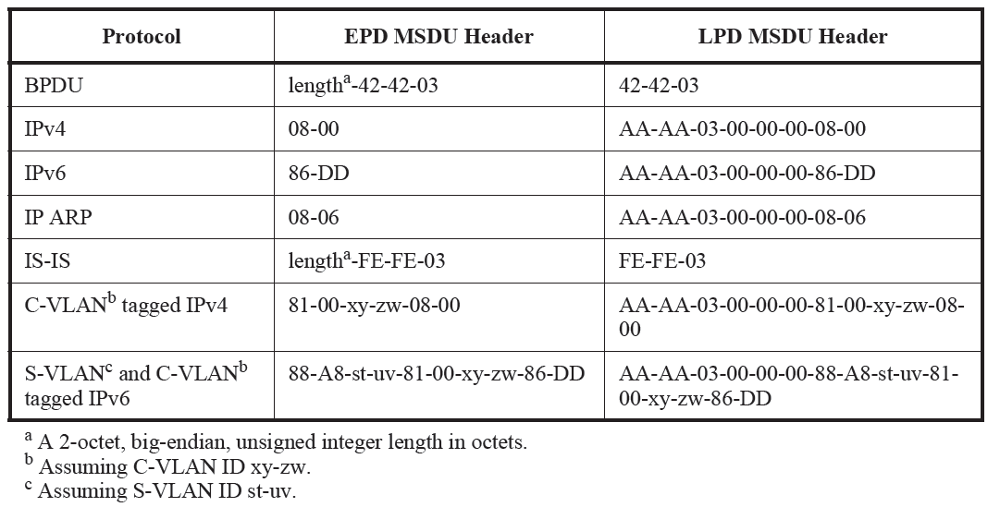 Protocol EPD MSDU Header LPD MSDU Header
BPDU lengthᵃ-42-42-03 42-42-03
IPv4 08-00 AA-AA-03-00-00-00-08-00
IPv6 86-DD AA-AA-03-00-00-00-86-DD
IP ARP 08-06 AA-AA-03-00-00-00-08-06
IS-IS lengthᵃ-FE-FE-03 FE-FE-03
C-VLANᵇ tagged IPv4 81-00-xy-zw-08-00 AA-AA-03-00-00-00-81-00-xy-zw-08-
00
S-VLANᶜ and C-VLANᵇ 88-A8-st-uv-81-00-xy-zw-86-DD AA-AA-03-00-00-00-88-A8-st-uv-81-
tagged IPv6 00-xy-zw-86-DD
ᵃ A 2-octet, big-endian, unsigned integer length in octets.
ᵇ Assuming C-VLAN ID xy-zw.
ᶜ Assuming S-VLAN ID st-uv.